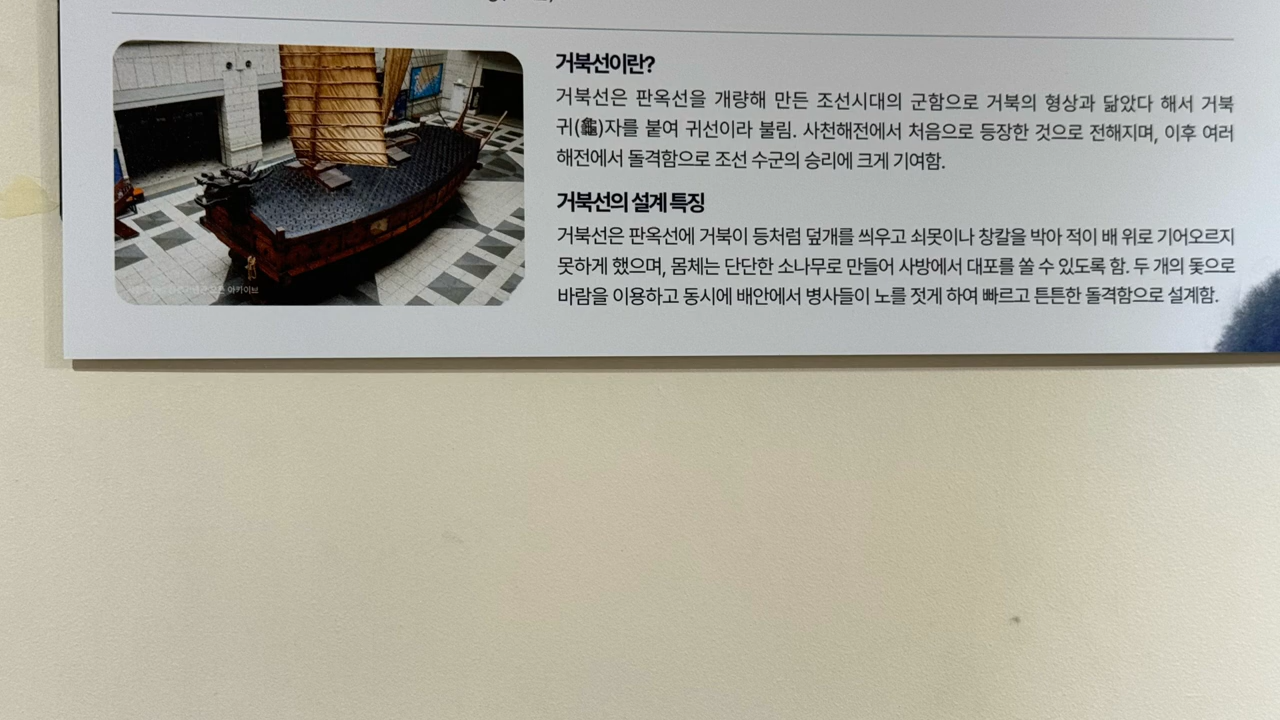 거북선이란?
거북선은 판옥선을 개량해 만든 조선시대의 군함으로 거북의 형상과 닮았다 해서 거북
귀(龜)자를 붙여 귀선이라 불림. 사천해전에서 처음으로 등장한 것으로 전해지며, 이후 여러
해전에서 돌격함으로 조선 수군의 승리에 크게 기여함.
거북선의 설계 특징
거북선은 판옥선에 거북이 등처럼 덮개를 씌우고 쇠못이나 창칼을 박아 적이 배 위로 기어오르지
못하게 했으며, 몸체는 단단한 소나무로 만들어 사방에서 대포를 쏠 수 있도록 함. 두 개의 돛으로
바람을 이용하고 동시에 배안에서 병사들이 노를 젓게 하여 빠르고 튼튼한 돌격함으로 설계함.
아카이브